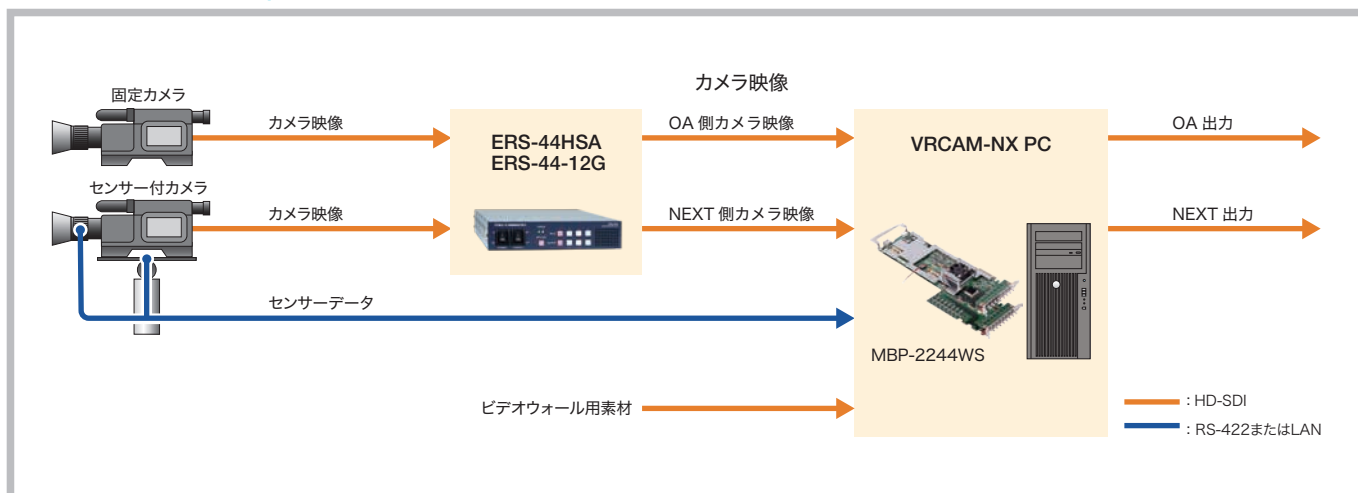 カメラ映像
固定カメラ
カメラ映像
ERS-44HSA
ERS-44-12G
OA 側カメラ映像
VRCAM-NX PC
OA 出力
センサー付カメラ
カメラ映像
NEXT 側カメラ映像
NEXT 出力
センサーデータ
MBP-2244WS
ビデオウォール用素材
: HD-SDI
: RS-422またはLAN